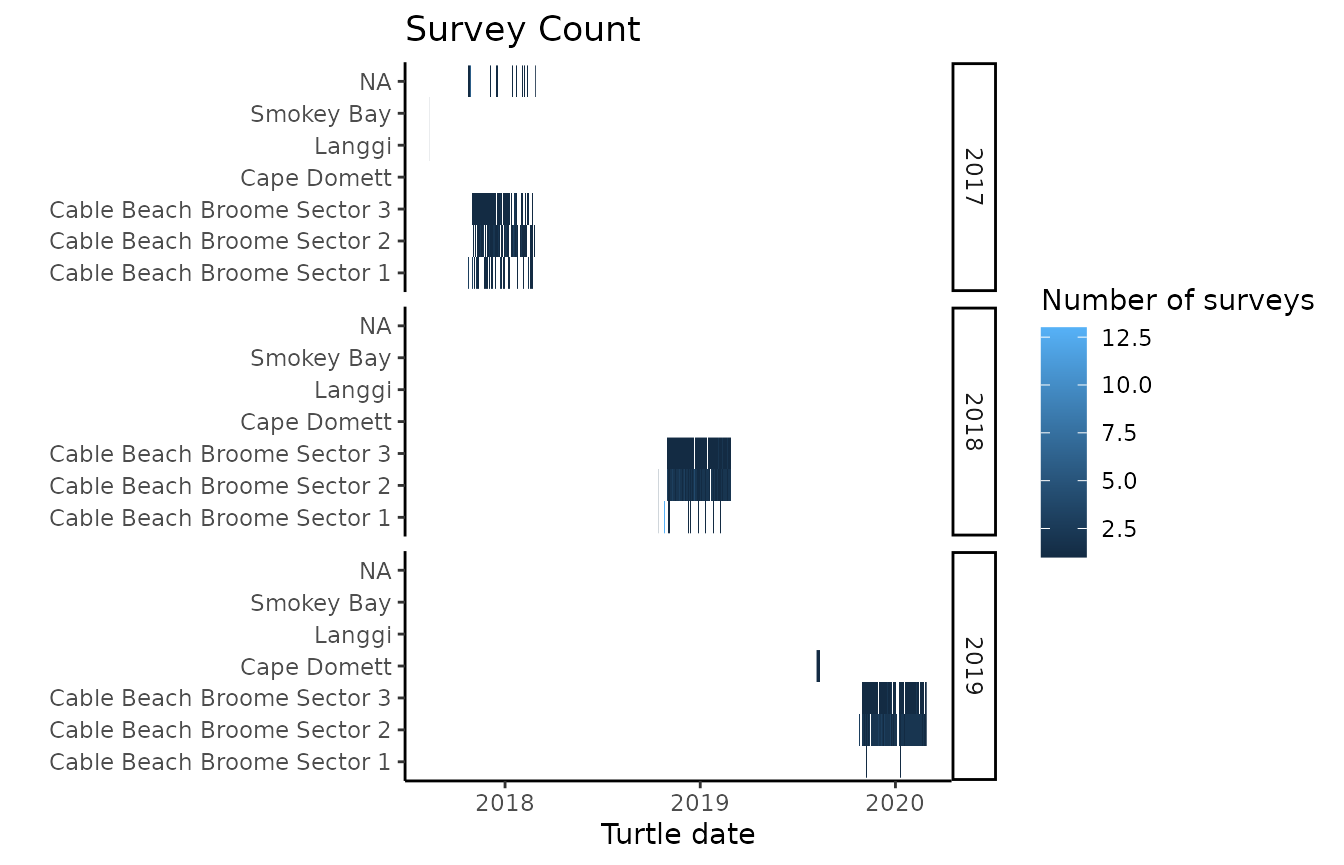 Survey Count
NA
Smokey Bay
Langgi
Cape Domett
Cable Beach Broome Sector 3
Cable Beach Broome Sector 2
Cable Beach Broome Sector 1
2017
NA
Smokey Bay
Langgi
Cape Domett
Cable Beach Broome Sector 3
Cable Beach Broome Sector 2
Cable Beach Broome Sector 1
2018
NA
Smokey Bay
Langgi
Cape Domett
Cable Beach Broome Sector 3
Cable Beach Broome Sector 2
Cable Beach Broome Sector 1
2019
2018 2019 2020
Turtle date
Number of surveys
12.5
10.0
7.5
5.0
2.5